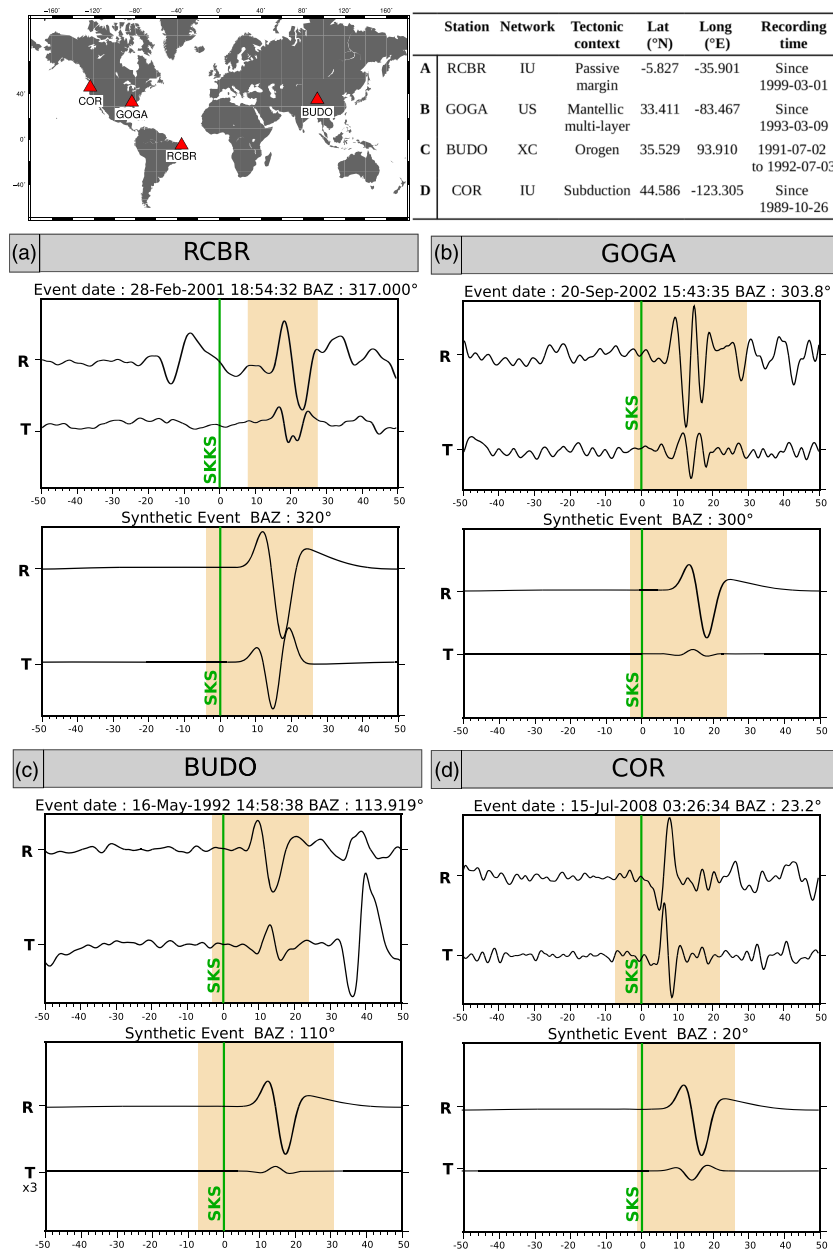 -160˚ -120˚ -80˚ -40˚ 0˚ 40˚ 80˚ 120˚ 160˚
40˚
0˚
-40˚
COR
GOGA
BUDO
RCBR
Station Network Tectonic context Lat (°N) Long (°E) Recording time
A RCBR IU Passive margin -5.827 -35.901 Since 1999-03-01
B GOGA US Mantellic multi-layer 33.411 -83.467 Since 1993-03-09
C BUDO XC Orogen 35.529 93.910 1991-07-02 to 1992-07-03
D COR IU Subduction 44.586 -123.305 Since 1989-10-26
(a) RCBR
Event date : 28-Feb-2001 18:54:32 BAZ : 317.000°
R
T
SKKS
-50 -40 -30 -20 -10 0 10 20 30 40 50
Synthetic Event BAZ : 320°
R
T
SKS
-50 -40 -30 -20 -10 0 10 20 30 40 50
(b) GOGA
Event date : 20-Sep-2002 15:43:35 BAZ : 303.8°
R
T
SKS
-50 -40 -30 -20 -10 0 10 20 30 40 50
Synthetic Event BAZ : 300°
R
T
SKS
-50 -40 -30 -20 -10 0 10 20 30 40 50
(c) BUDO
Event date : 16-May-1992 14:58:38 BAZ : 113.919°
R
T
SKS
-50 -40 -30 -20 -10 0 10 20 30 40 50
Synthetic Event BAZ : 110°
R
T
x3
SKS
-50 -40 -30 -20 -10 0 10 20 30 40 50
(d) COR
Event date : 15-Jul-2008 03:26:34 BAZ : 23.2°
R
T
SKS
-50 -40 -30 -20 -10 0 10 20 30 40 50
Synthetic Event BAZ : 20°
R
T
SKS
-50 -40 -30 -20 -10 0 10 20 30 40 50